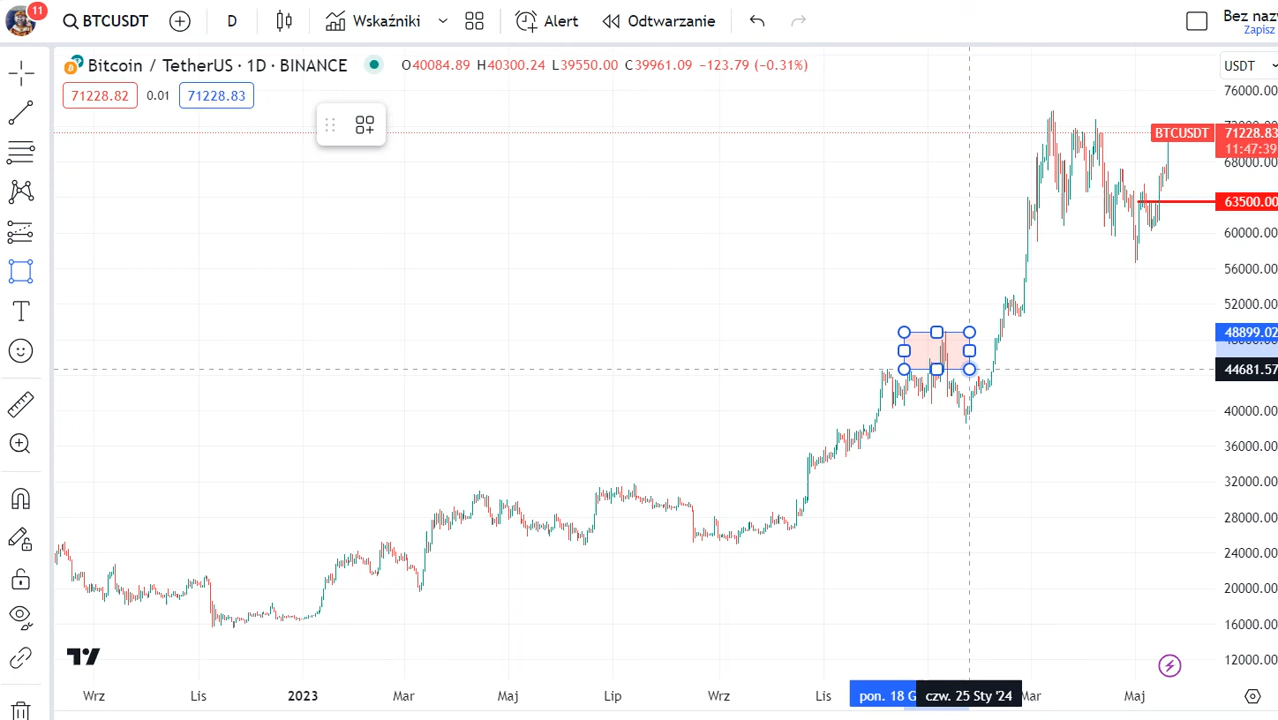 11
BTCUSDT
D
Wskaźniki
Alert
Odtwarzanie
Bez naz
Zapisz
Bitcoin / TetherUS · 1D · BINANCE
O40084.89 H40300.24 L39550.00 C39961.09 −123.79 (−0.31%)
USDT
71228.82 0.01 71228.83
76000.00
72000.00
BTCUSDT 71228.83
11:47:39
68000.00
63500.00
60000.00
56000.00
52000.00
48899.02
48000.00
44681.57
40000.00
36000.00
32000.00
28000.00
24000.00
20000.00
16000.00
12000.00
Wrz Lis 2023 Mar Maj Lip Wrz Lis pon. 18 G czw. 25 Sty '24 Mar Maj